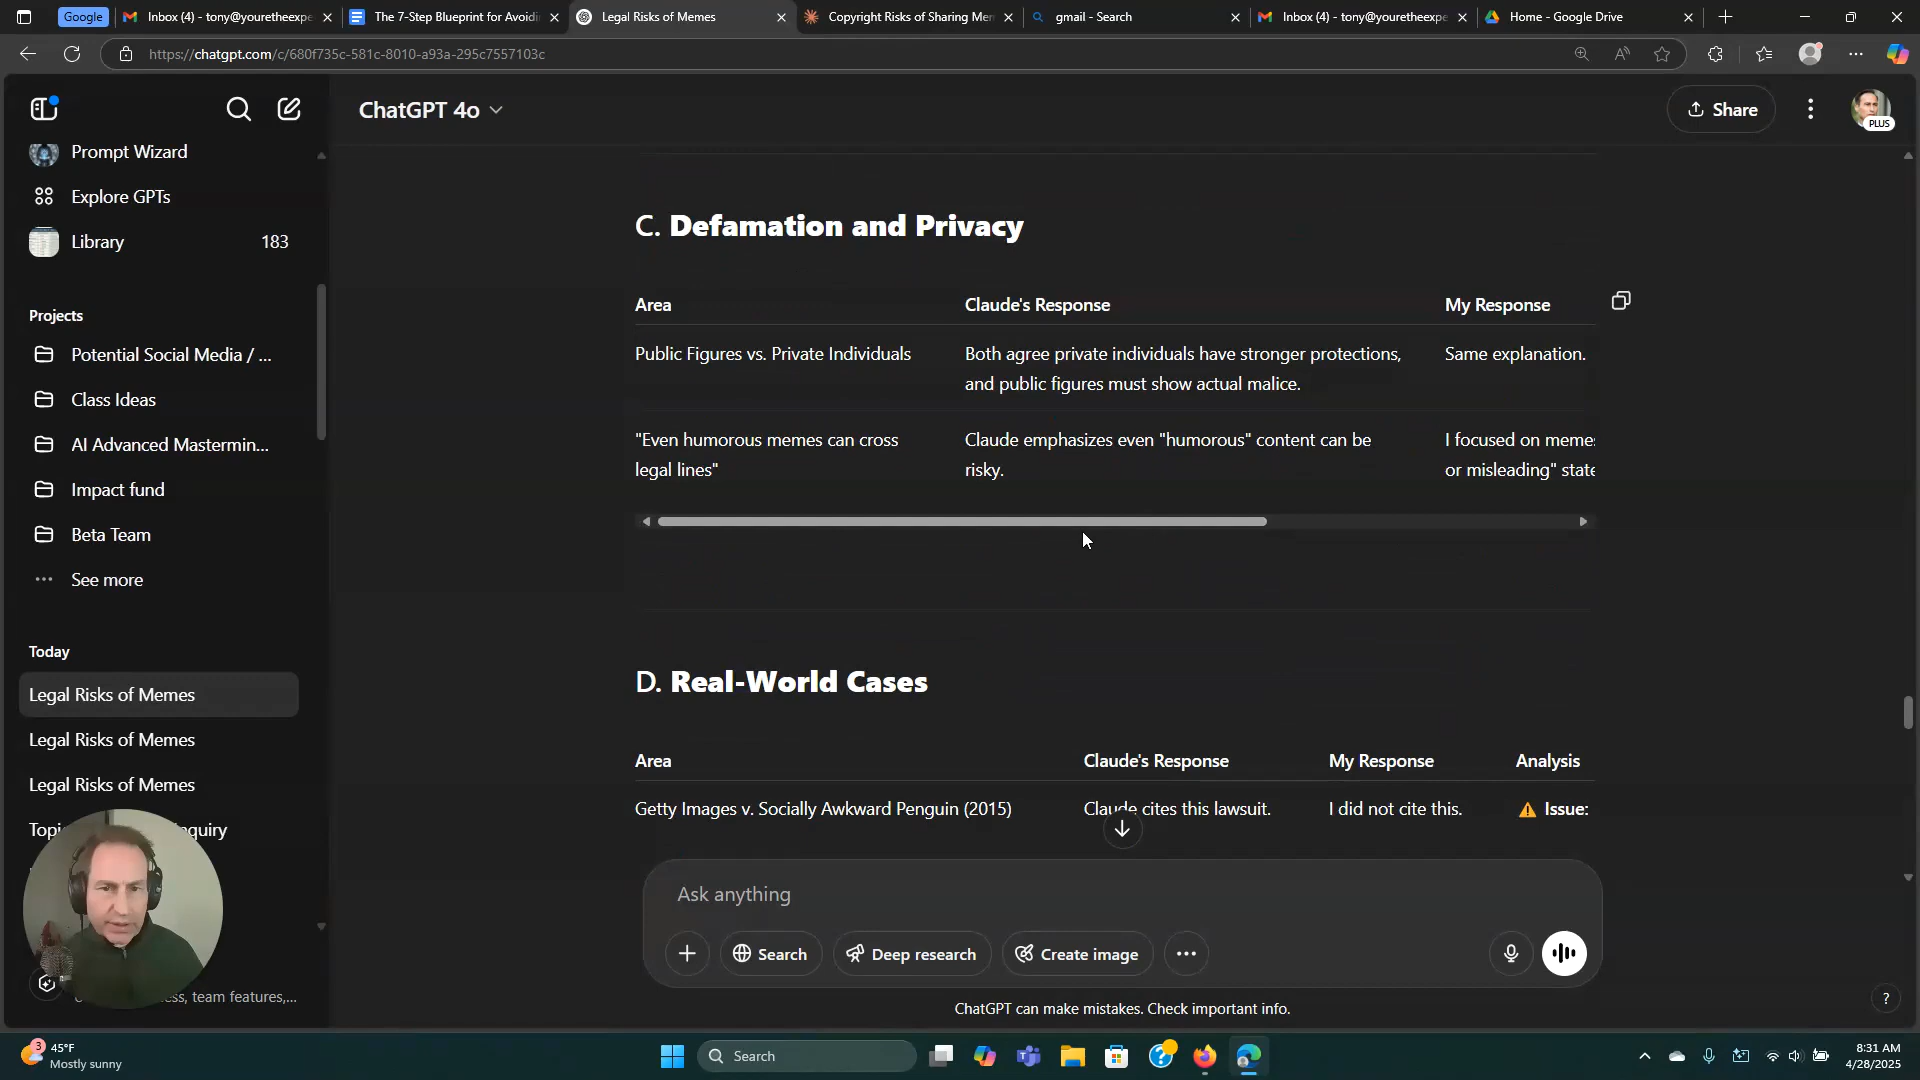 Google
Inbox (4) - tony@youretheexpe
The 7-Step Blueprint for Avoidi
Legal Risks of Memes
Copyright Risks of Sharing Mem
gmail - Search
Inbox (4) - tony@youretheexpe
Home - Google Drive
https://chatgpt.com/c/680f735c-581c-8010-a93a-295c7557103c
ChatGPT 4o
Share
PLUS
Prompt Wizard
Explore GPTs
Library
183
Projects
Potential Social Media / ...
Class Ideas
AI Advanced Mastermin...
Impact fund
Beta Team
See more
Today
Legal Risks of Memes
Legal Risks of Memes
Legal Risks of Memes
team features,...
C. Defamation and Privacy
Area Claude's Response My Response
Public Figures vs. Private Individuals
Both agree private individuals have stronger protections,
and public figures must show actual malice.
Same explanation.
"Even humorous memes can cross
legal lines"
Claude emphasizes even "humorous" content can be
risky.
I focused on meme
or misleading" state
D. Real-World Cases
Area Claude's Response My Response Analysis
Getty Images v. Socially Awkward Penguin (2015) Claude cites this lawsuit. I did not cite this. Issue:
Ask anything
Search
Deep research
Create image
ChatGPT can make mistakes. Check important info.
?
3
45°F
Mostly sunny
Search
8:31 AM
4/28/2025